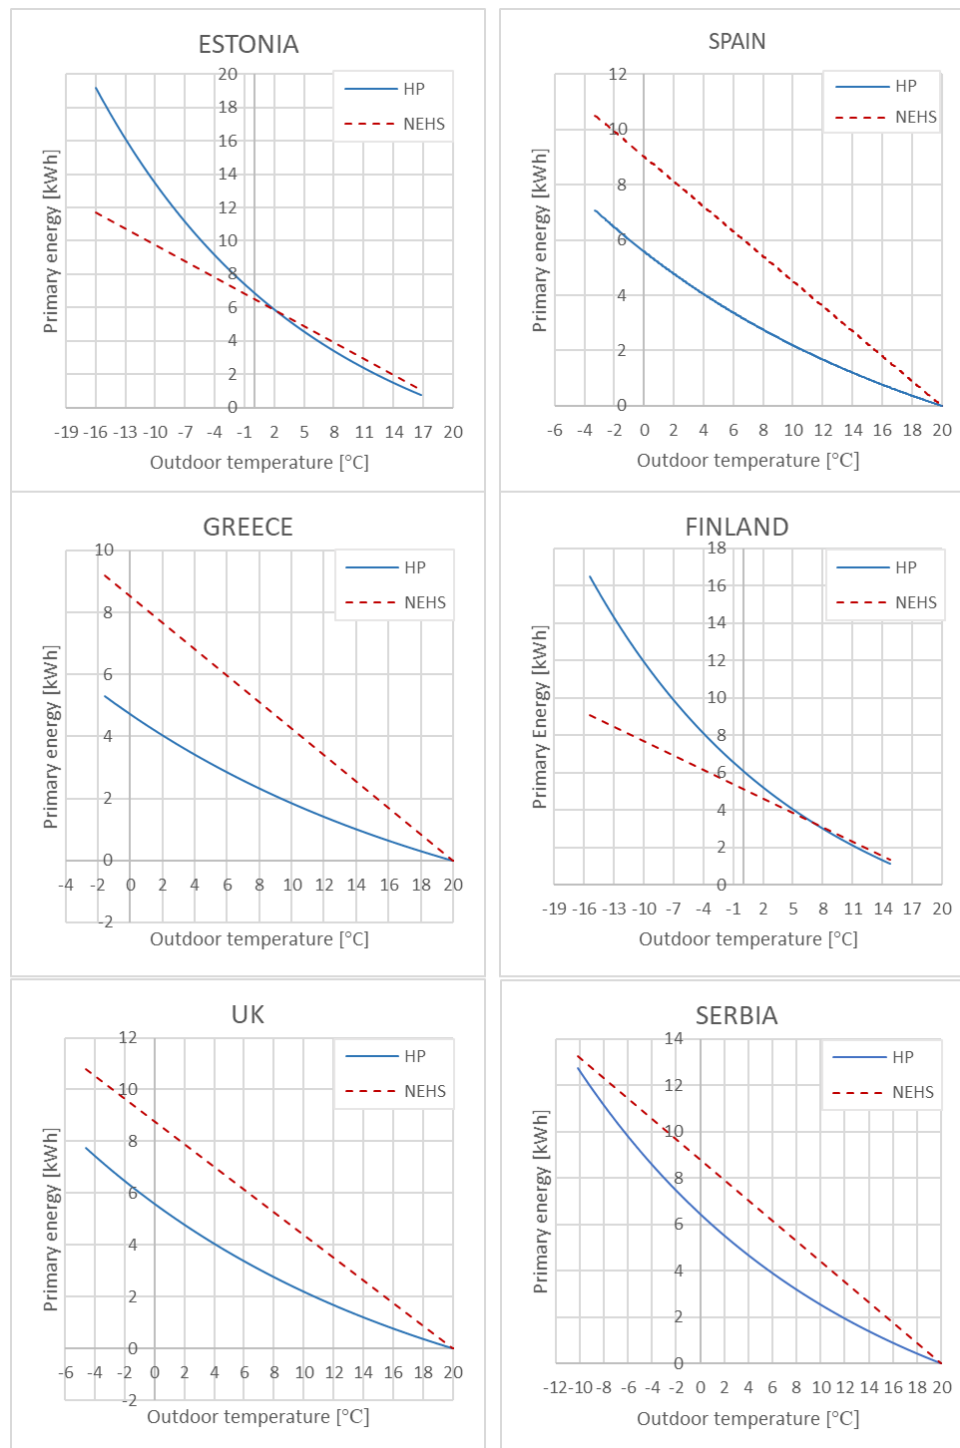 ESTONIA
20
18
16
14
12
10
8
6
4
2
0
Primary energy [kWh]
HP
NEHS
-19 -16 -13 -10 -7 -4 -1 2 5 8 11 14 17 20
Outdoor temperature [°C]
SPAIN
12
10
8
6
4
2
0
Primary energy [kWh]
HP
NEHS
-6 -4 -2 0 2 4 6 8 10 12 14 16 18 20
Outdoor temperature [°C]
GREECE
10
8
6
4
2
0
-2
Primary energy [kWh]
HP
NEHS
-4 -2 0 2 4 6 8 10 12 14 16 18 20
Outdoor temperature [°C]
FINLAND
18
16
14
12
10
8
6
4
2
0
Primary Energy [kWh]
HP
NEHS
-19 -16 -13 -10 -7 -4 -1 2 5 8 11 14 17 20
Outdoor temperature [°C]
UK
12
10
8
6
4
2
0
-2
Primary energy [kWh]
HP
NEHS
-6 -4 -2 0 2 4 6 8 10 12 14 16 18 20
Outdoor temperature [°C]
SERBIA
14
12
10
8
6
4
2
0
Primary energy [kWh]
HP
NEHS
-12 -10 -8 -6 -4 -2 0 2 4 6 8 10 12 14 16 18 20
Outdoor temperature [°C]